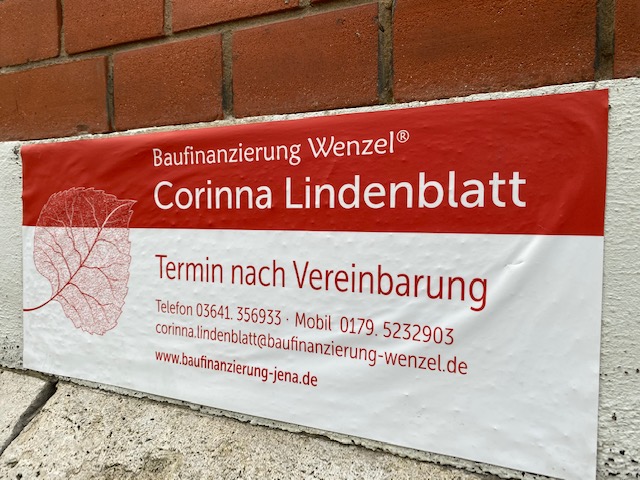 Baufinanzierung Wenzel®
Corinna Lindenblatt
Termin nach Vereinbarung
Telefon 03641. 356933 · Mobil 0179. 5232903
corinna.lindenblatt@baufinanzierung-wenzel.de
www.baufinanzierung-jena.de